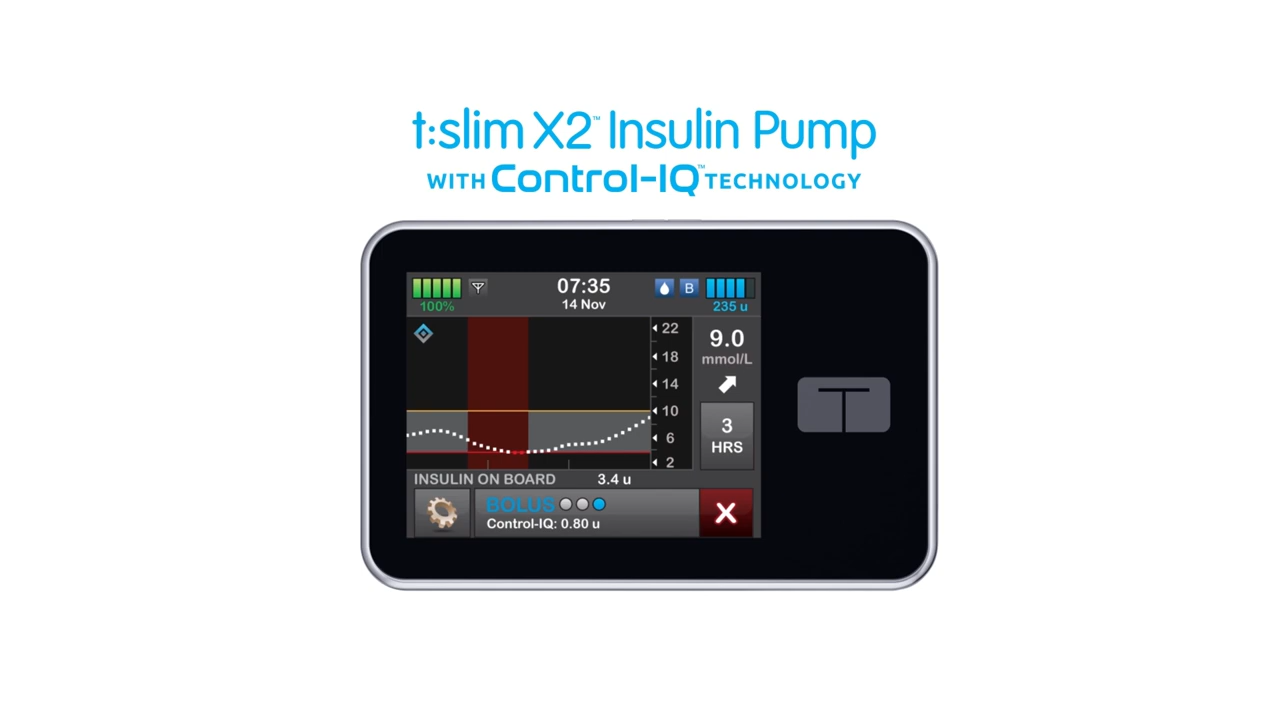 t:slim X2™ Insulin Pump
WITH Control-IQ™ TECHNOLOGY
100%
07:35
14 Nov
B
235 u
22
18
14
10
6
2
9.0
mmol/L
3
HRS
INSULIN ON BOARD 3.4 u
BOLUS
Control-IQ: 0.80 u
X